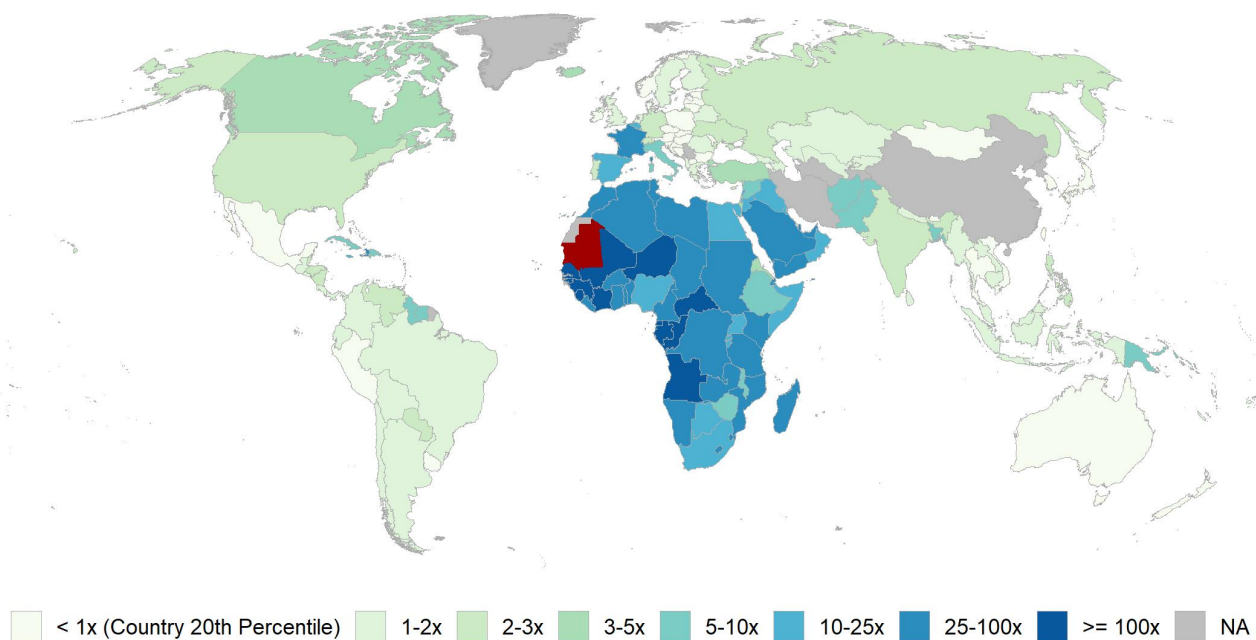 < 1x (Country 20th Percentile) 1-2x 2-3x 3-5x 5-10x 10-25x 25-100x >= 100x NA